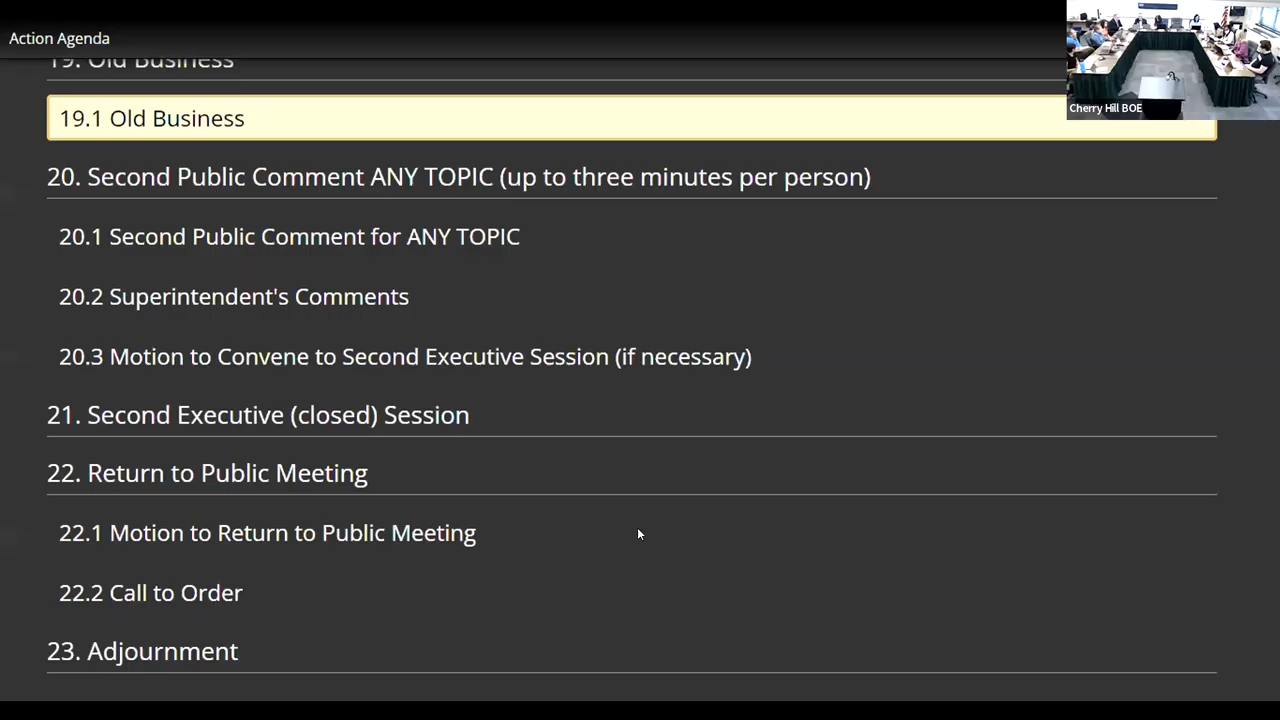 Action Agenda
19. Old Business
19.1 Old Business
Cherry Hill BOE
20. Second Public Comment ANY TOPIC (up to three minutes per person)
20.1 Second Public Comment for ANY TOPIC
20.2 Superintendent's Comments
20.3 Motion to Convene to Second Executive Session (if necessary)
21. Second Executive (closed) Session
22. Return to Public Meeting
22.1 Motion to Return to Public Meeting
22.2 Call to Order
23. Adjournment